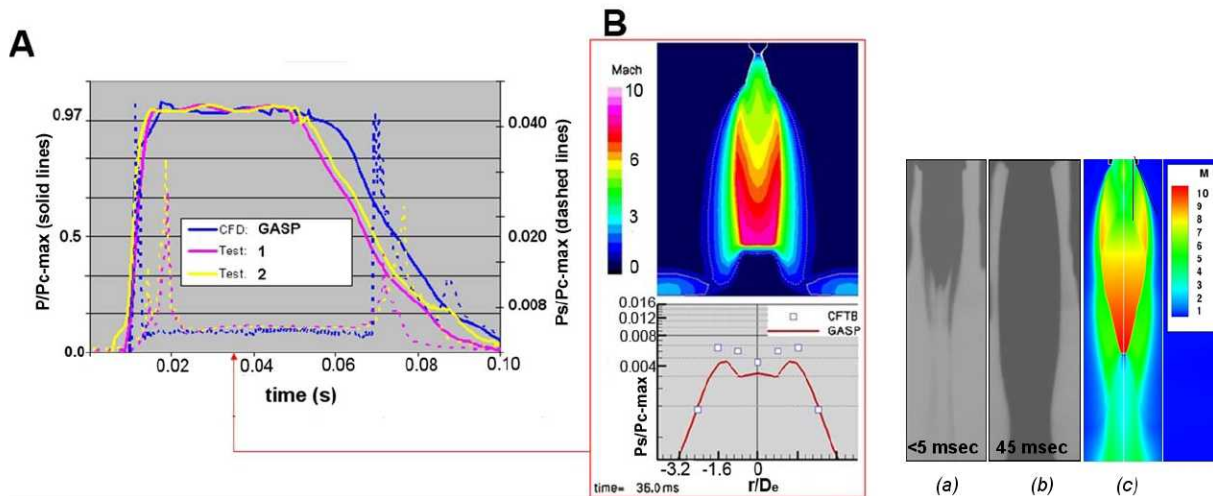 A
B
P/Pc-max (solid lines)
0.97
0.5
0.0
0.02
0.04
0.06
0.08
0.10
time (s)
CFD: GASP
Test: 1
Test: 2
0.040
0.020
0.008
Ps/Pc-max (dashed lines)
Mach
10
6
3
0
0.016
0.012
0.008
0.004
Ps/Pc-max
CFTB
GASP
-3.2
-1.6
0
r/De
time= 36.0 ms
<5 msec
45 msec
M
10
9
8
7
6
5
4
3
2
1
(a)
(b)
(c)